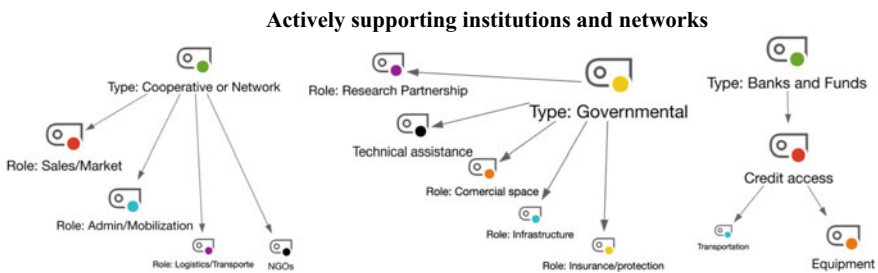 Actively supporting institutions and networks
Type: Cooperative or Network
Role: Sales/Market
Role: Admin/Mobilization
Role: Logistics/Transporte
NGOs
Role: Research Partnership
Type: Governmental
Technical assistance
Role: Comercial space
Role: Infrastructure
Role: Insurance/protection
Type: Banks and Funds
Credit access
Transportation
Equipment